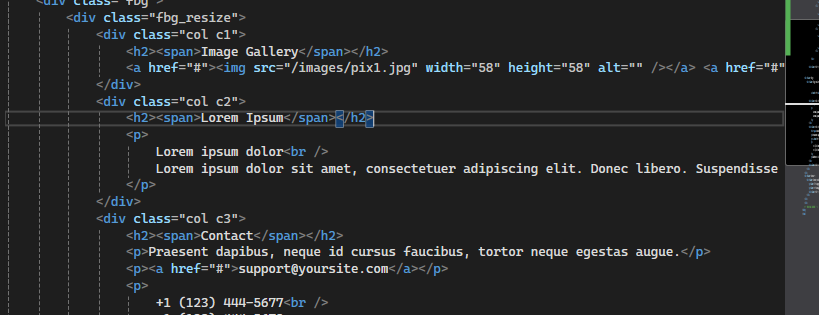 <div class="fbg">
<div class="fbg_resize">
<div class="col c1">
<h2><span>Image Gallery</span></h2>
<a href="#"><img src="/images/pix1.jpg" width="58" height="58" alt="" /></a> <a href="#"
</div>
<div class="col c2">
<h2><span>Lorem Ipsum</span></h2>
<p>
Lorem ipsum dolor<br />
Lorem ipsum dolor sit amet, consectetuer adipiscing elit. Donec libero. Suspendisse
</p>
</div>
<div class="col c3">
<h2><span>Contact</span></h2>
<p>Praesent dapibus, neque id cursus faucibus, tortor neque egestas augue.</p>
<p><a href="#">support@yoursite.com</a></p>
<p>
+1 (123) 444-5677<br />